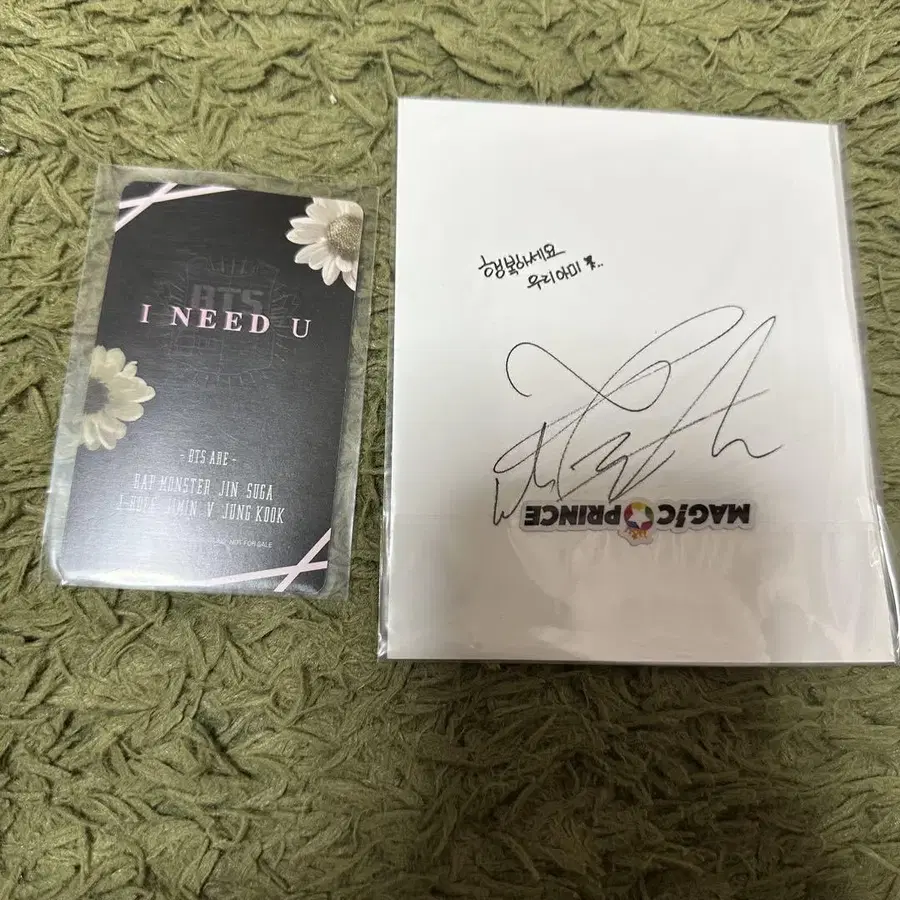 BTS
I NEED U
- BTS ARE -
RAP MONSTER JIN SUGA
J-HOPE JIMIN V JUNG KOOK
NOT FOR SALE
행복하세요
우리 아미
MAG!C PRINCE